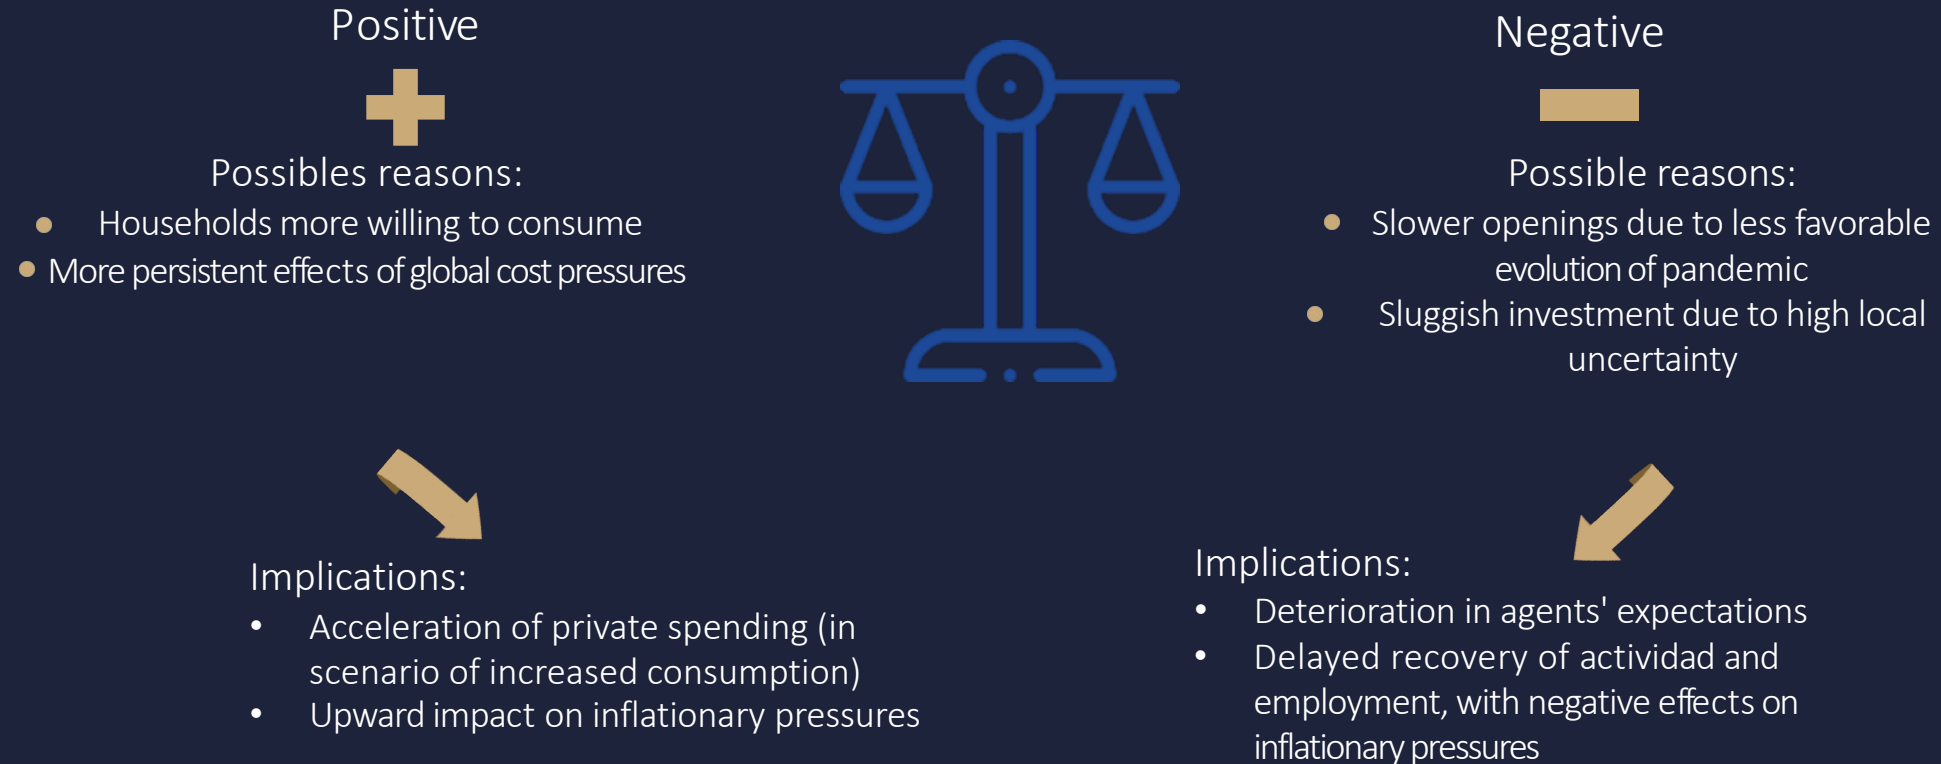 Positive
Possibles reasons:
Households more willing to consume
More persistent effects of global cost pressures
Implications:
• Acceleration of private spending (in
scenario of increased consumption)
• Upward impact on inflationary pressures
Negative
Possible reasons:
Slower openings due to less favorable
evolution of pandemic
Sluggish investment due to high local
uncertainty
Implications:
• Deterioration in agents' expectations
• Delayed recovery of actividad and
employment, with negative effects on
inflationary pressures